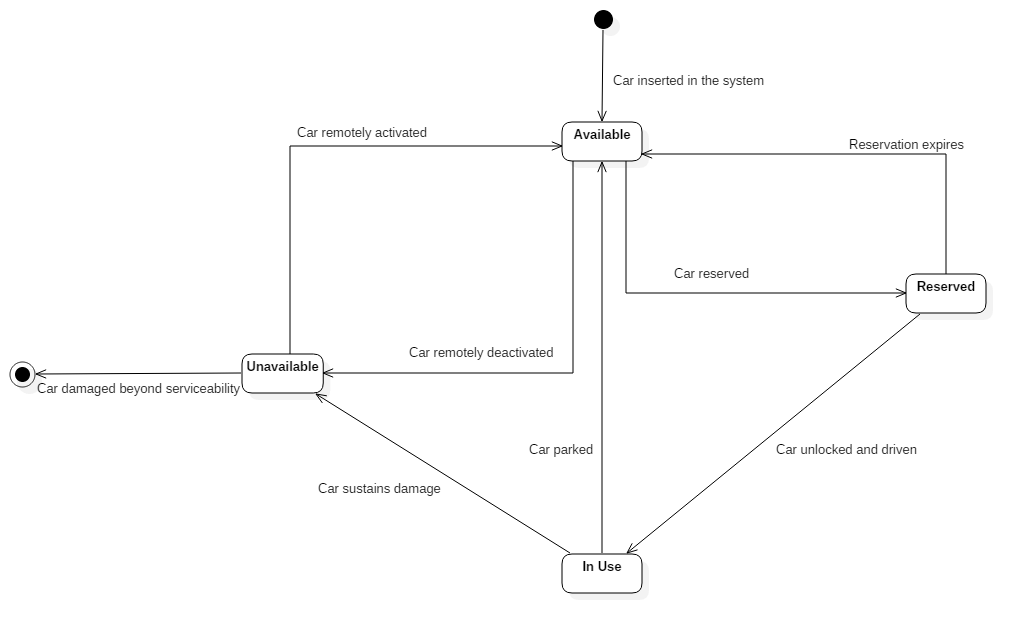 Car inserted in the system
Available
Car remotely activated
Reservation expires
Car reserved
Reserved
Car remotely deactivated
Unavailable
Car damaged beyond serviceability
Car parked
Car unlocked and driven
Car sustains damage
In Use